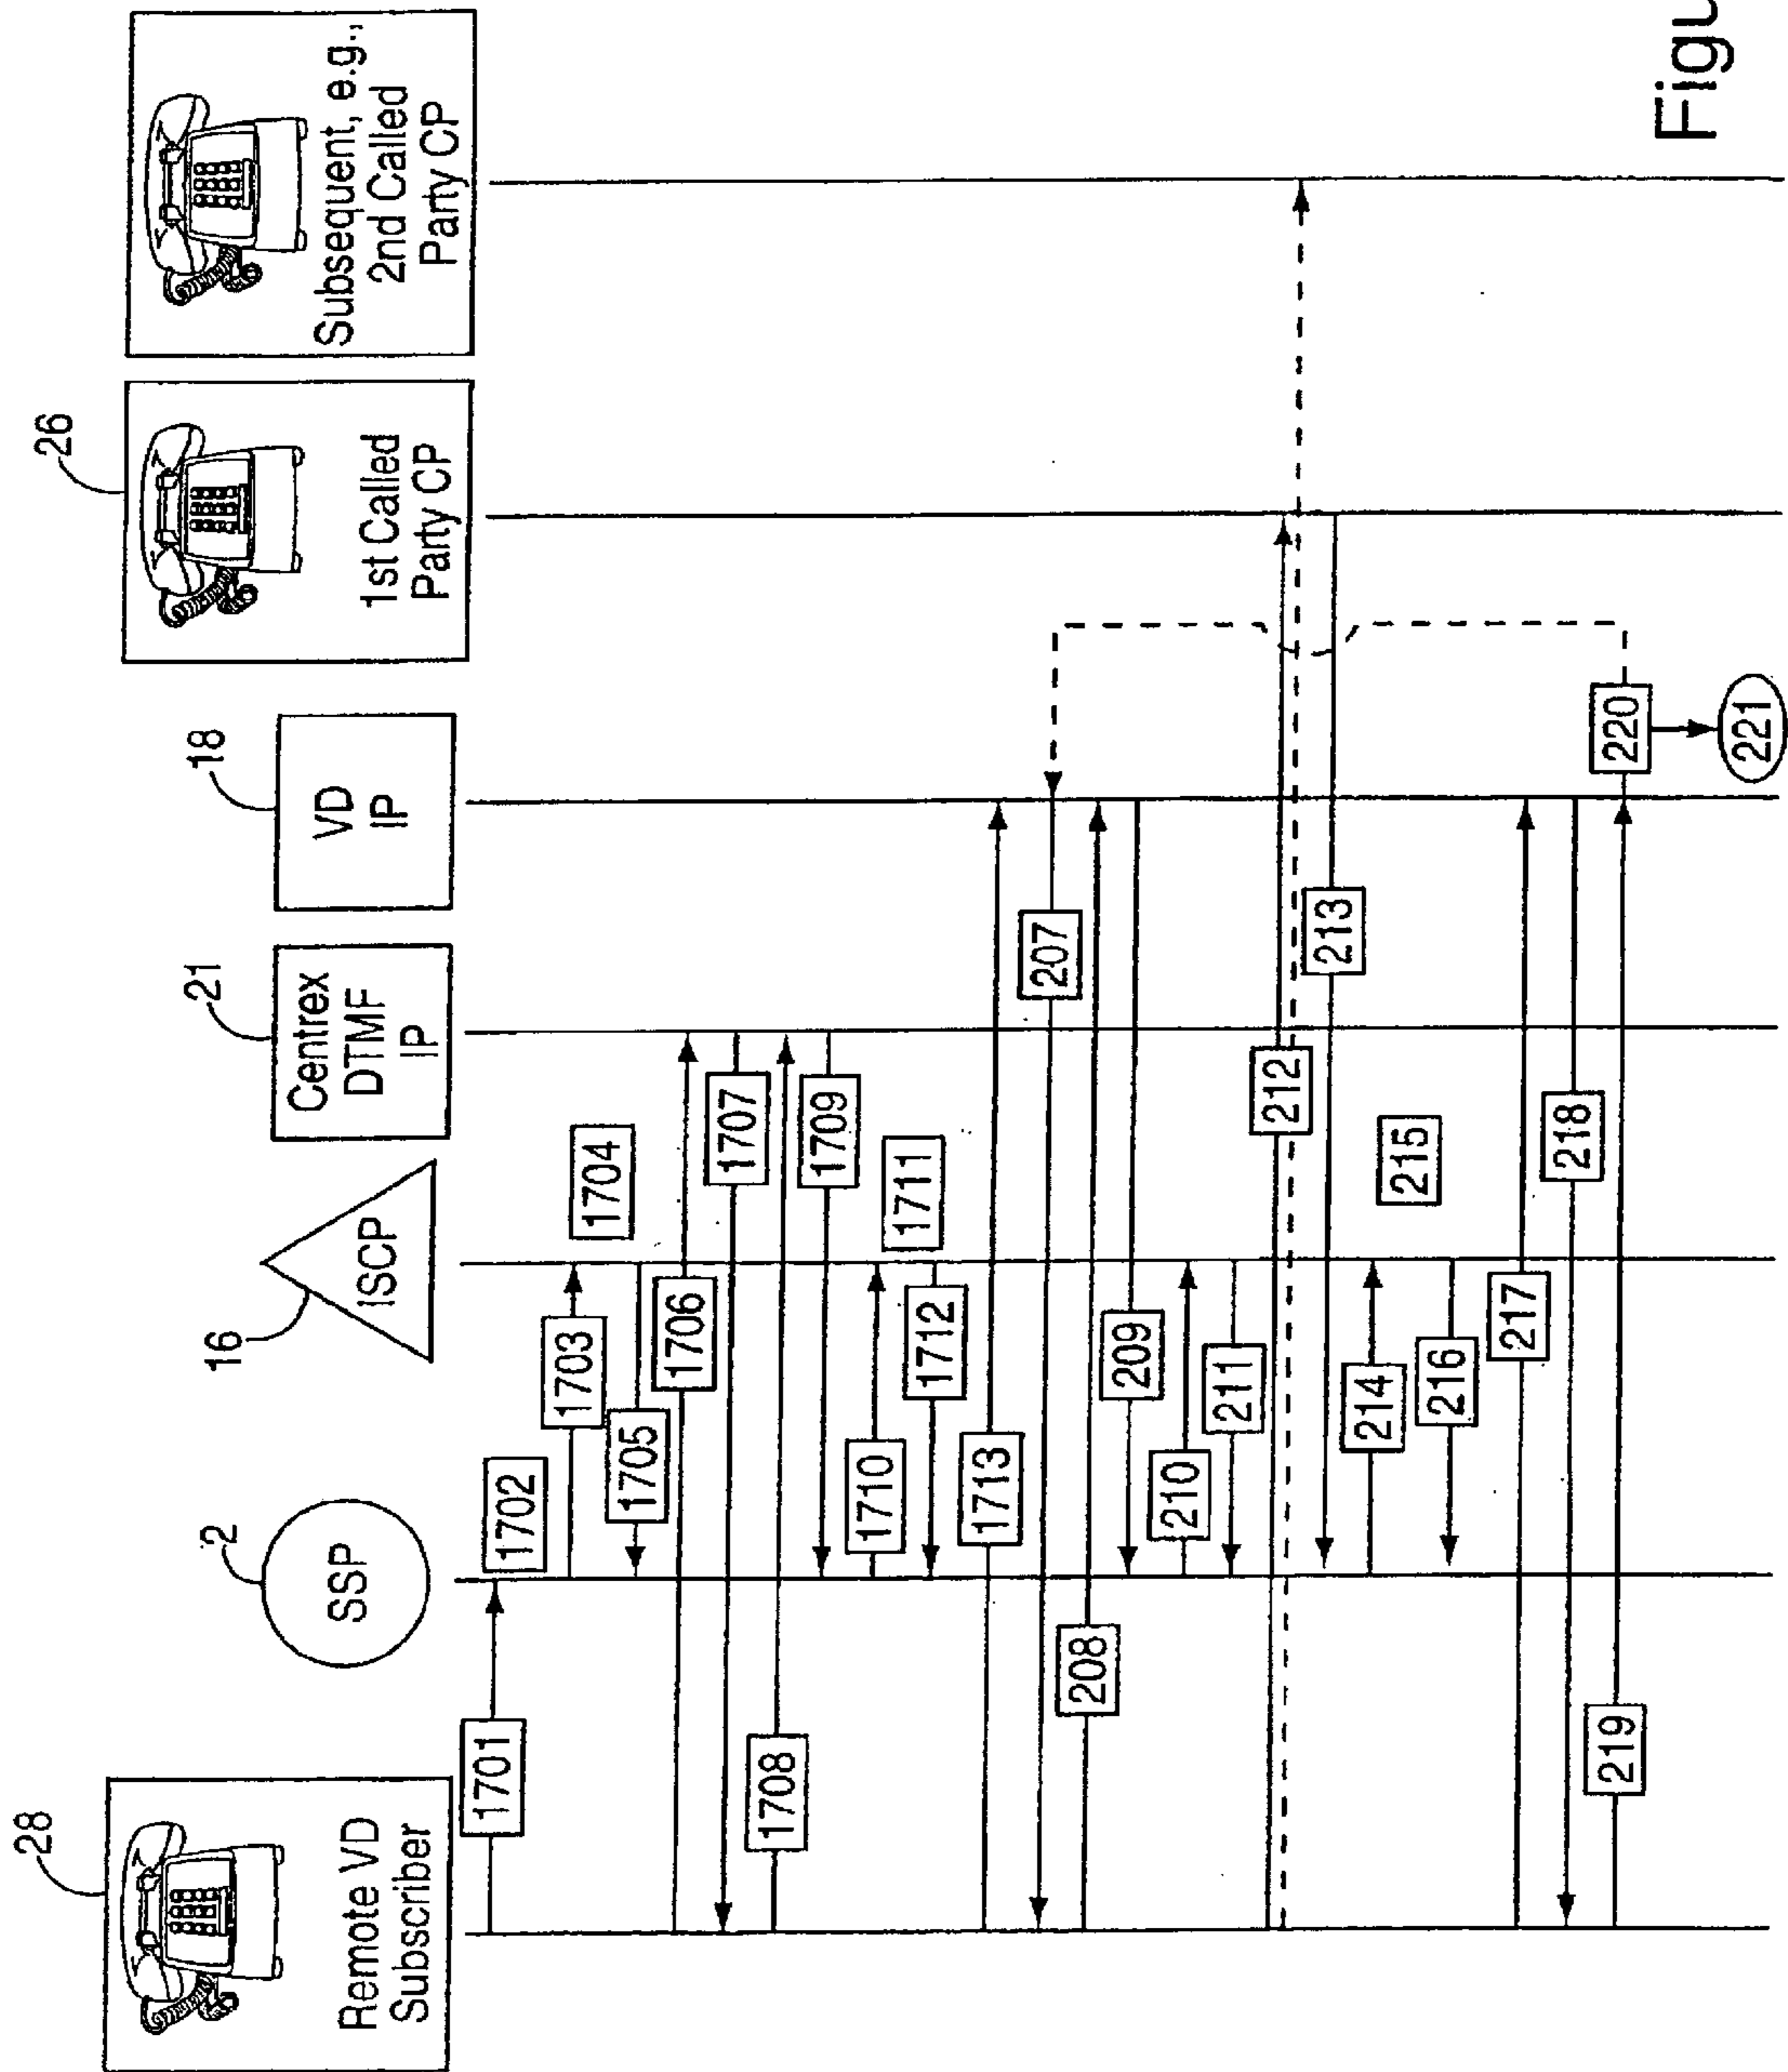 28
Remote VD
Subscriber
2
SSP
16
ISCP
21
Centrex
DTMF
IP
18
VD
IP
26
1st Called
Party CP
Subsequent, e.g.,
2nd Called
Party CP
1701
1702
1703
1704
1705
1706
1707
1708
1709
1710
1711
1712
1713
207
208
209
210
211
212
213
214
215
216
217
218
219
220
221
Figu